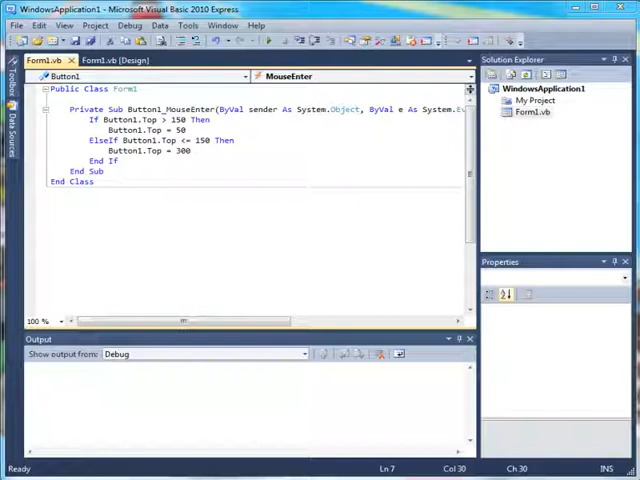 WindowsApplication1 - Microsoft Visual Basic 2010 Express
File Edit View Project Debug Data Tools Window Help
Form1.vb Form1.vb [Design]
Button1 MouseEnter
Public Class Form1
Private Sub Button1_MouseEnter(ByVal sender As System.Object, ByVal e As System.
If Button1.Top > 150 Then
Button1.Top = 50
ElseIf Button1.Top <= 150 Then
Button1.Top = 300
End If
End Sub
End Class
100 %
Toolbox
Data Sources
Solution Explorer
WindowsApplication1
My Project
Form1.vb
Properties
Output
Show output from: Debug
Ready Ln 7 Col 30 Ch 30 INS